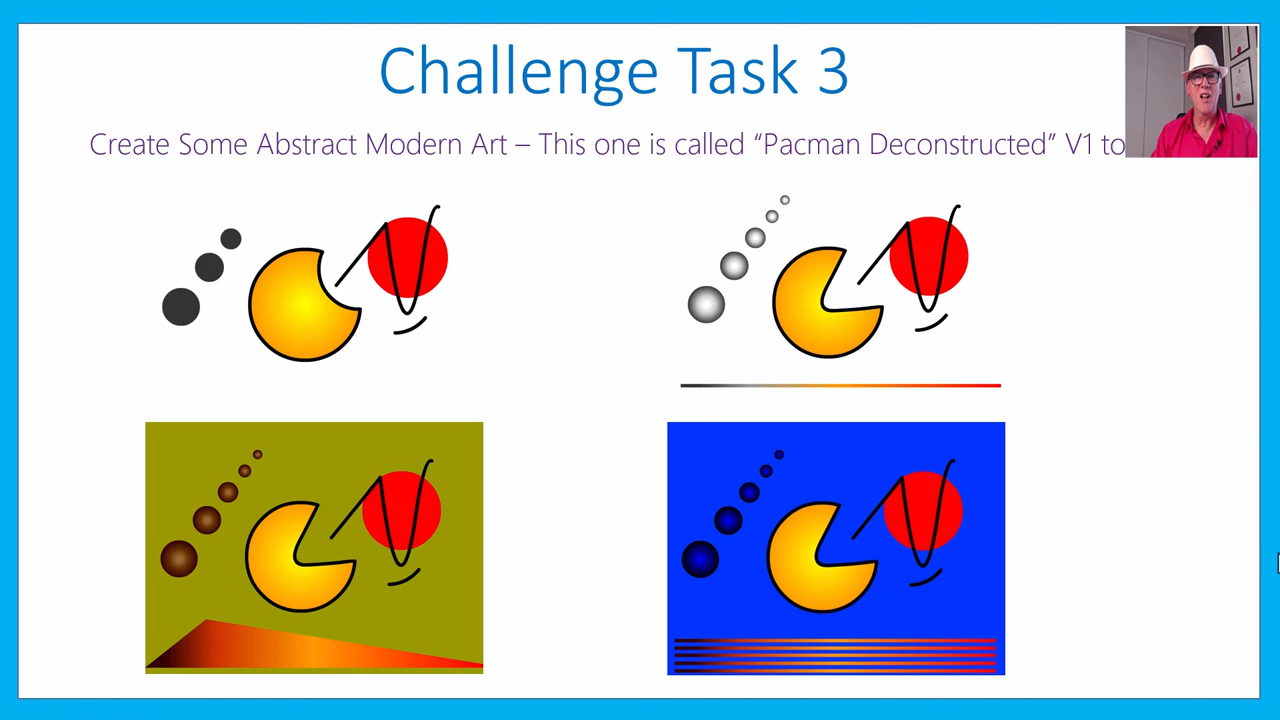 Challenge Task 3
Create Some Abstract Modern Art – This one is called “Pacman Deconstructed” V1 to